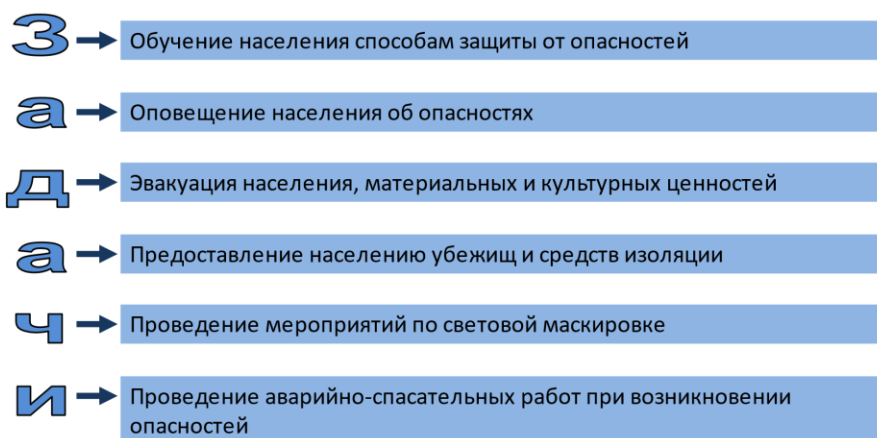 З Обучение населения способам защиты от опасностей
а Оповещение населения об опасностях
д Эвакуация населения, материальных и культурных ценностей
а Предоставление населению убежищ и средств изоляции
ч Проведение мероприятий по световой маскировке
и Проведение аварийно-спасательных работ при возникновении
опасностей